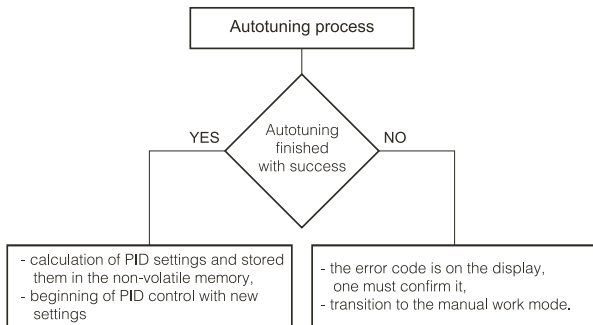 Autotuning process
Autotuning
finished
with success
YES
NO
- calculation of PID settings and stored
them in the non-volatile memory,
- beginning of PID control with new
settings
- the error code is on the display,
one must confirm it,
- transition to the manual work mode.